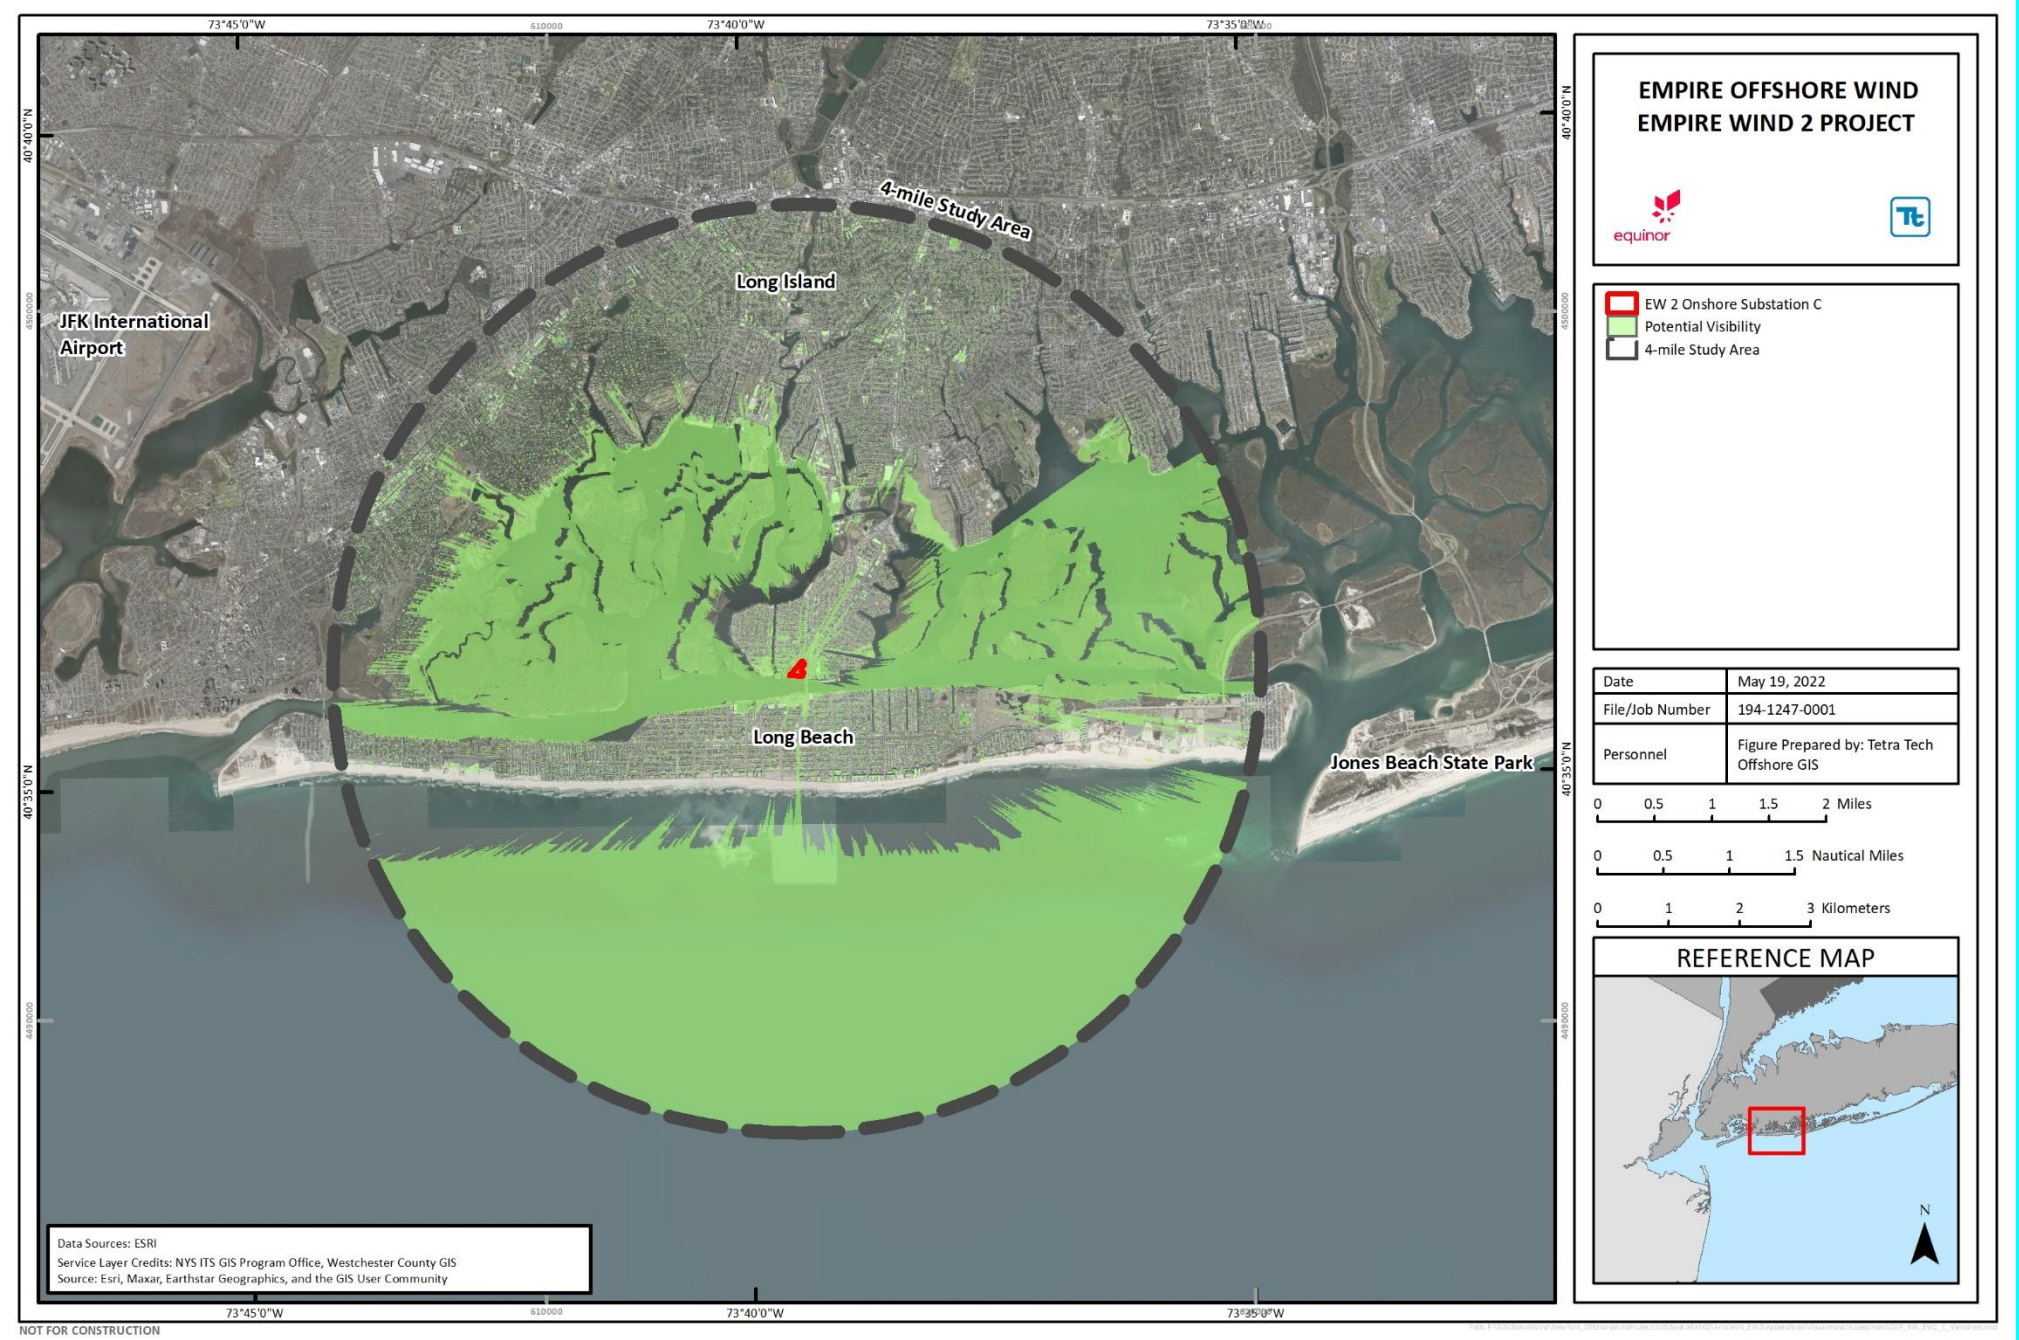 73°45'0"W
610000
73°40'0"W
73°35'0"W
40°40'0"N
40°40'0"N
4500000
4500000
4-mile Study Area
Long Island
JFK International
Airport
Long Beach
Jones Beach State Park
40°35'0"N
40°35'0"N
4490000
4490000
Data Sources: ESRI
Service Layer Credits: NYS ITS GIS Program Office, Westchester County GIS
Source: Esri, Maxar, Earthstar Geographics, and the GIS User Community
73°45'0"W
610000
73°40'0"W
73°35'0"W
NOT FOR CONSTRUCTION
EMPIRE OFFSHORE WIND
EMPIRE WIND 2 PROJECT
equinor
Tt
EW 2 Onshore Substation C
Potential Visibility
4-mile Study Area
Date May 19, 2022
File/Job Number 194-1247-0001
Personnel Figure Prepared by: Tetra Tech
Offshore GIS
0 0.5 1 1.5 2 Miles
0 0.5 1 1.5 Nautical Miles
0 1 2 3 Kilometers
REFERENCE MAP
N